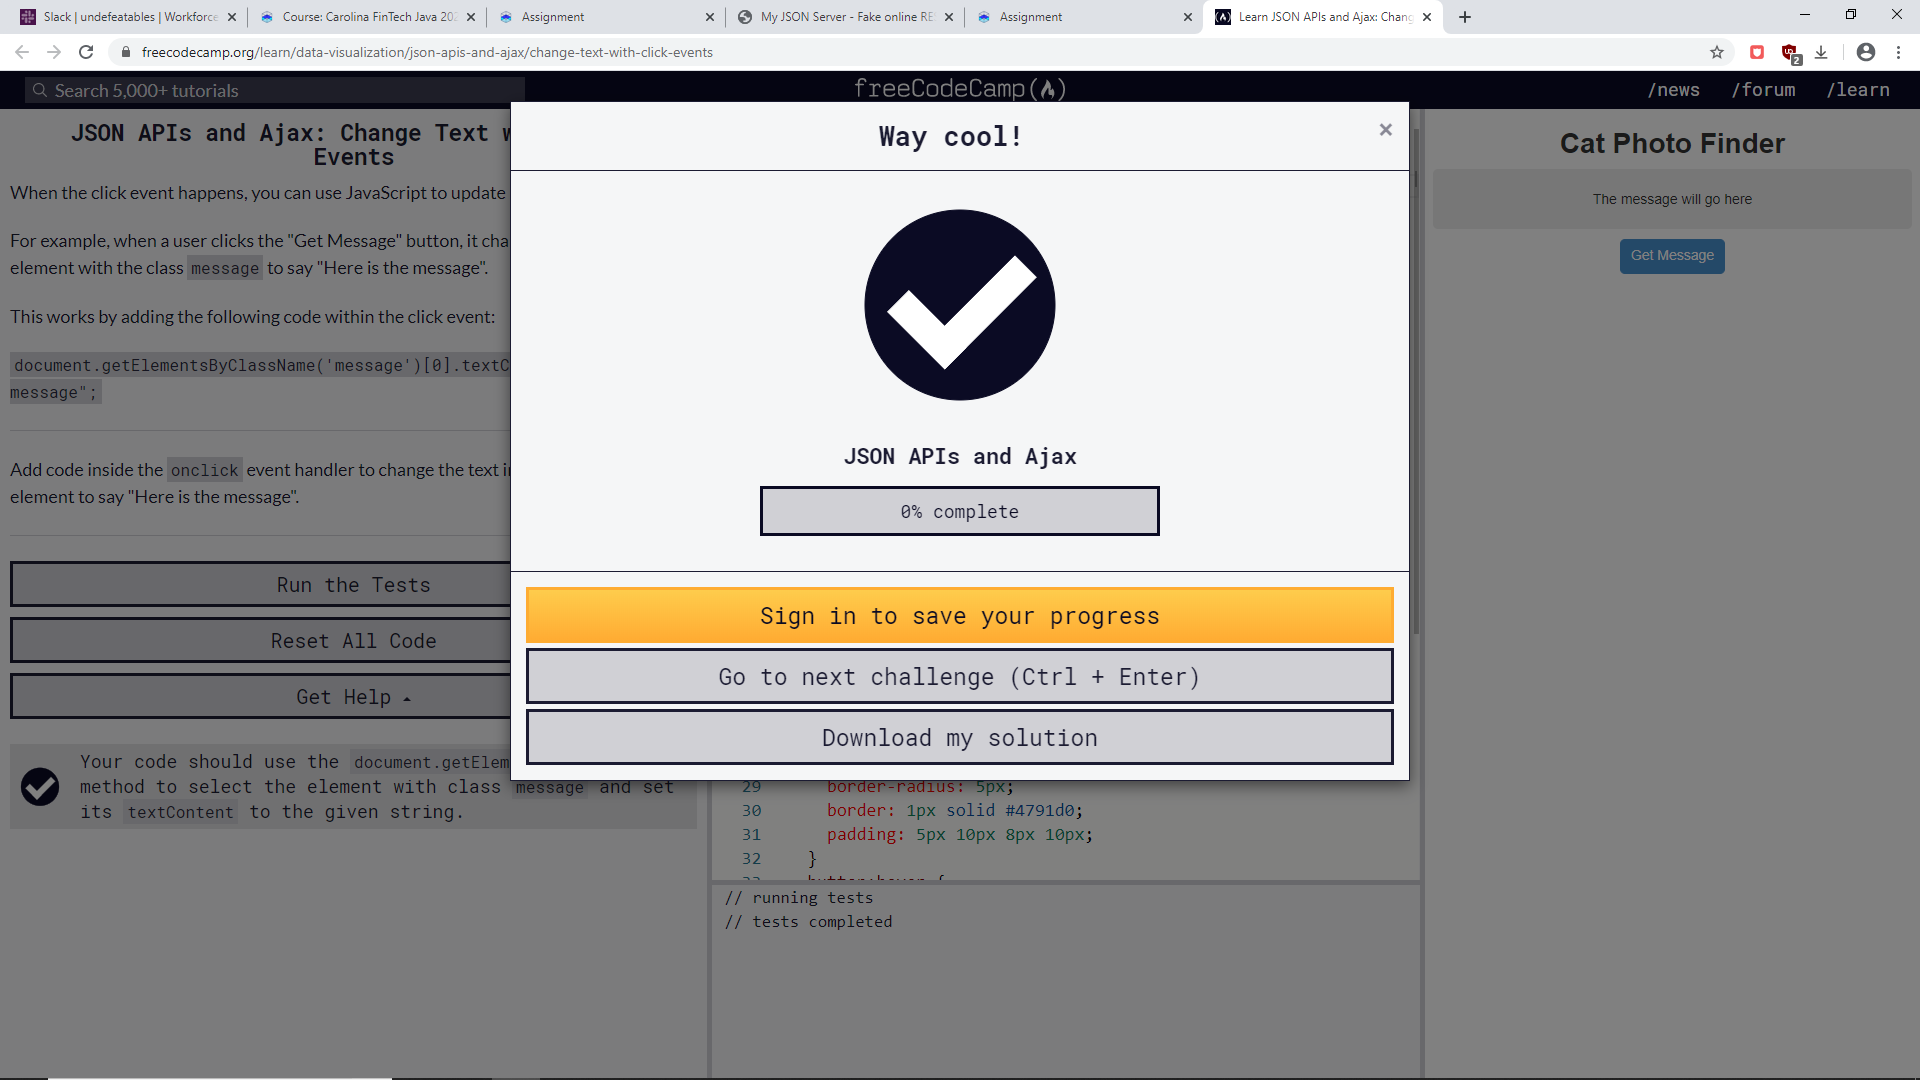 Slack | undefeatables | Workforce
Course: Carolina FinTech Java 202
Assignment
My JSON Server - Fake online RE
Assignment
Learn JSON APIs and Ajax: Chang
freecodecamp.org/learn/data-visualization/json-apis-and-ajax/change-text-with-click-events
2
Search 5,000+ tutorials
freeCodeCamp
/news
/forum
/learn
JSON APIs and Ajax: Change Text w
Events
When the click event happens, you can use JavaScript to update
For example, when a user clicks the "Get Message" button, it cha
element with the class message to say "Here is the message".
This works by adding the following code within the click event:
document.getElementsByClassName('message')[0].textC
message";
Add code inside the onclick event handler to change the text i
element to say "Here is the message".
Run the Tests
Reset All Code
Get Help
Your code should use the document.getElem
method to select the element with class message and set
its textContent to the given string.
Way cool!
×
JSON APIs and Ajax
0% complete
Sign in to save your progress
Go to next challenge (Ctrl + Enter)
Download my solution
29 border-radius: 5px;
30 border: 1px solid #4791d0;
31 padding: 5px 10px 8px 10px;
32 }
// running tests
// tests completed
Cat Photo Finder
The message will go here
Get Message